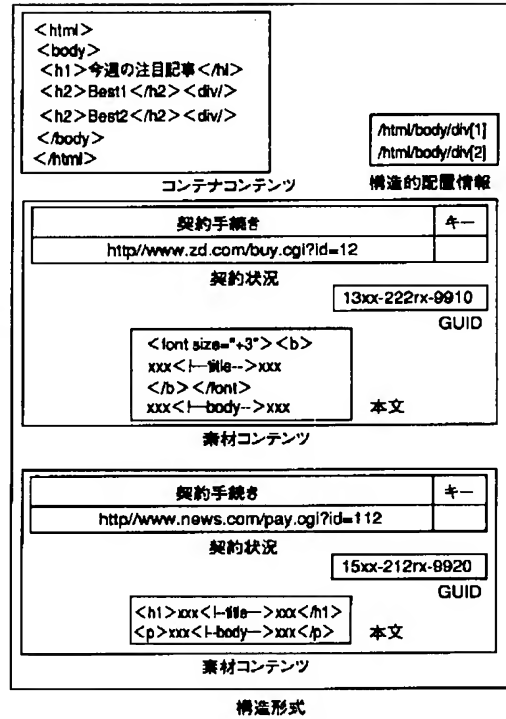 <html>
<body>
<h1>今週の注目記事</hl>
<h2>Best1</h2><div/>
<h2>Best2</h2><div/>
</body>
</html>
コンテナコンテンツ
/html/body/div[1]
/html/body/div[2]
構造的配置情報
契約手続き キー
http//www.zd.com/buy.cgi?id=12
契約状況
13xx-222rx-9910
GUID
<font size="+3"><b>
xxx<!--title-->xxx
</b></font>
xxx<!--body-->xxx
本文
素材コンテンツ
契約手続き キー
http//www.news.com/pay.cgi?id=112
契約状況
15xx-212rx-9920
GUID
<h1>xxx<!--title-->xxx</h1>
<p>xxx<!--body-->xxx</p>
本文
素材コンテンツ
構造形式